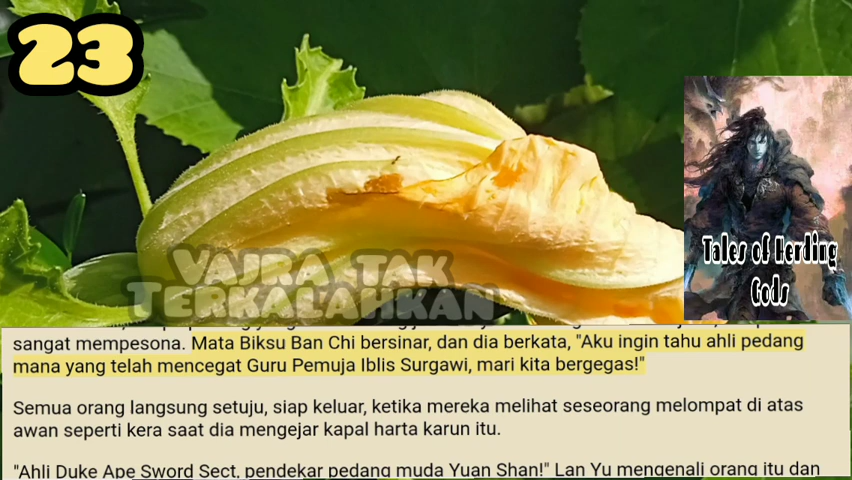 23
Tales of Herding
Gods
VAJRA TAK
TERKALAHKAN
sangat mempesona. Mata Biksu Ban Chi bersinar, dan dia berkata, "Aku ingin tahu ahli pedang
mana yang telah mencegat Guru Pemuja Iblis Surgawi, mari kita bergegas!"
Semua orang langsung setuju, siap keluar, ketika mereka melihat seseorang melompat di atas
awan seperti kera saat dia mengejar kapal harta karun itu.
"Ahli Duke Ape Sword Sect, pendekar pedang muda Yuan Shan!" Lan Yu mengenali orang itu dan